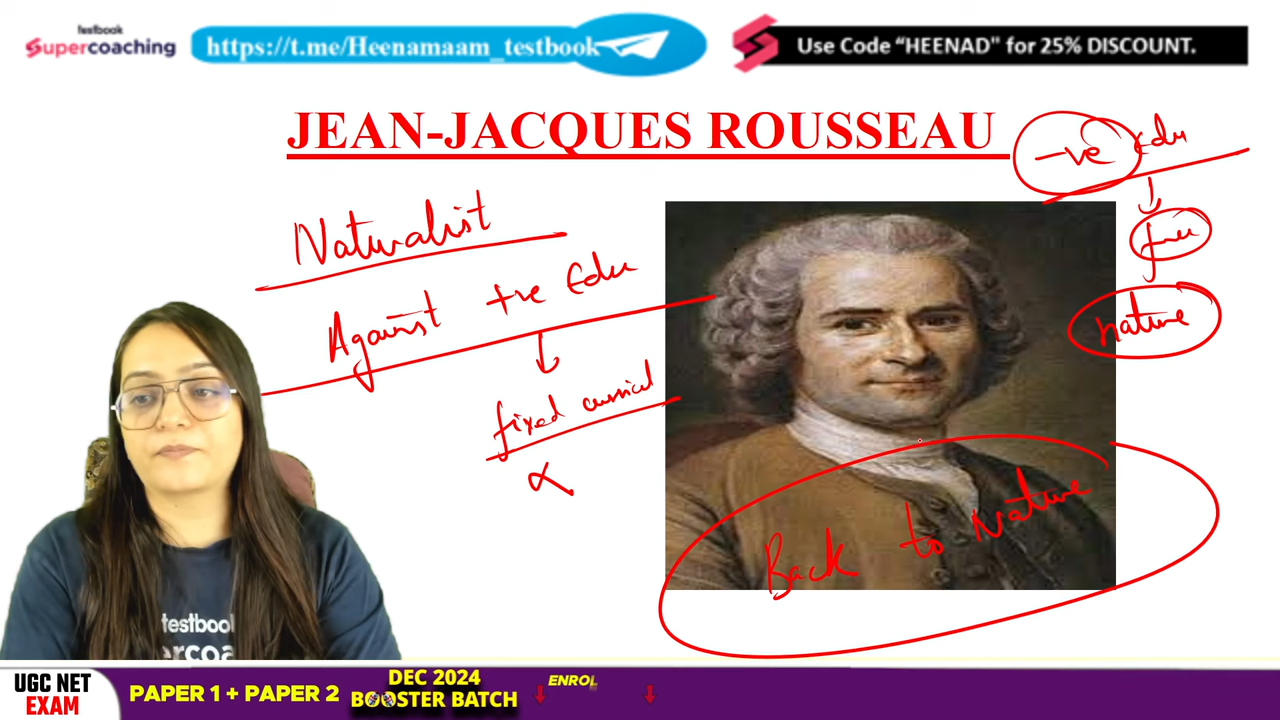 testbook
Supercoaching
https://t.me/Heenamaam_testbook
Use Code “HEENAD" for 25% DISCOUNT.
JEAN-JACQUES ROUSSEAU
-ve Edu
free
nature
Naturalist
Against +ve Edu
fixed
Back to Nature
testbook
ercoa
UGC NET
EXAM
PAPER 1 + PAPER 2
DEC 2024
BOOSTER BATCH
ENROL